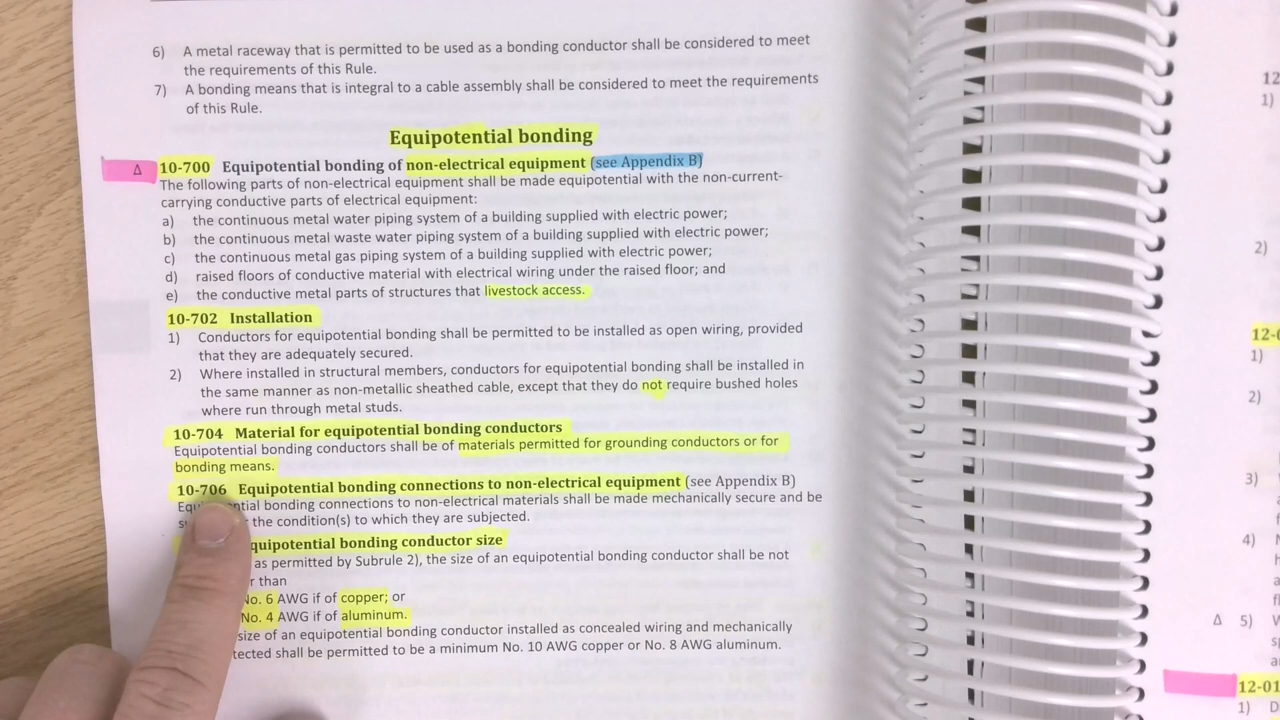 6) A metal raceway that is permitted to be used as a bonding conductor shall be considered to meet
the requirements of this Rule.
7) A bonding means that is integral to a cable assembly shall be considered to meet the requirements
of this Rule.
Equipotential bonding
Δ 10-700 Equipotential bonding of non-electrical equipment (see Appendix B)
The following parts of non-electrical equipment shall be made equipotential with the non-current-
carrying conductive parts of electrical equipment:
a) the continuous metal water piping system of a building supplied with electric power;
b) the continuous metal waste water piping system of a building supplied with electric power;
c) the continuous metal gas piping system of a building supplied with electric power;
d) raised floors of conductive material with electrical wiring under the raised floor; and
e) the conductive metal parts of structures that livestock access.
10-702 Installation
1) Conductors for equipotential bonding shall be permitted to be installed as open wiring, provided
that they are adequately secured.
2) Where installed in structural members, conductors for equipotential bonding shall be installed in
the same manner as non-metallic sheathed cable, except that they do not require bushed holes
where run through metal studs.
10-704 Material for equipotential bonding conductors
Equipotential bonding conductors shall be of materials permitted for grounding conductors or for
bonding means.
10-706 Equipotential bonding connections to non-electrical equipment (see Appendix B)
bonding connections to non-electrical materials shall be made mechanically secure and be
the condition(s) to which they are subjected.
quipotential bonding conductor size
as permitted by Subrule 2), the size of an equipotential bonding conductor shall be not
than
No. 6 AWG if of copper; or
No. 4 AWG if of aluminum.
size of an equipotential bonding conductor installed as concealed wiring and mechanically
tected shall be permitted to be a minimum No. 10 AWG copper or No. 8 AWG aluminum.
12
1)
2)
12-0
1)
2)
3)
4)
Δ 5)
12-01
1)